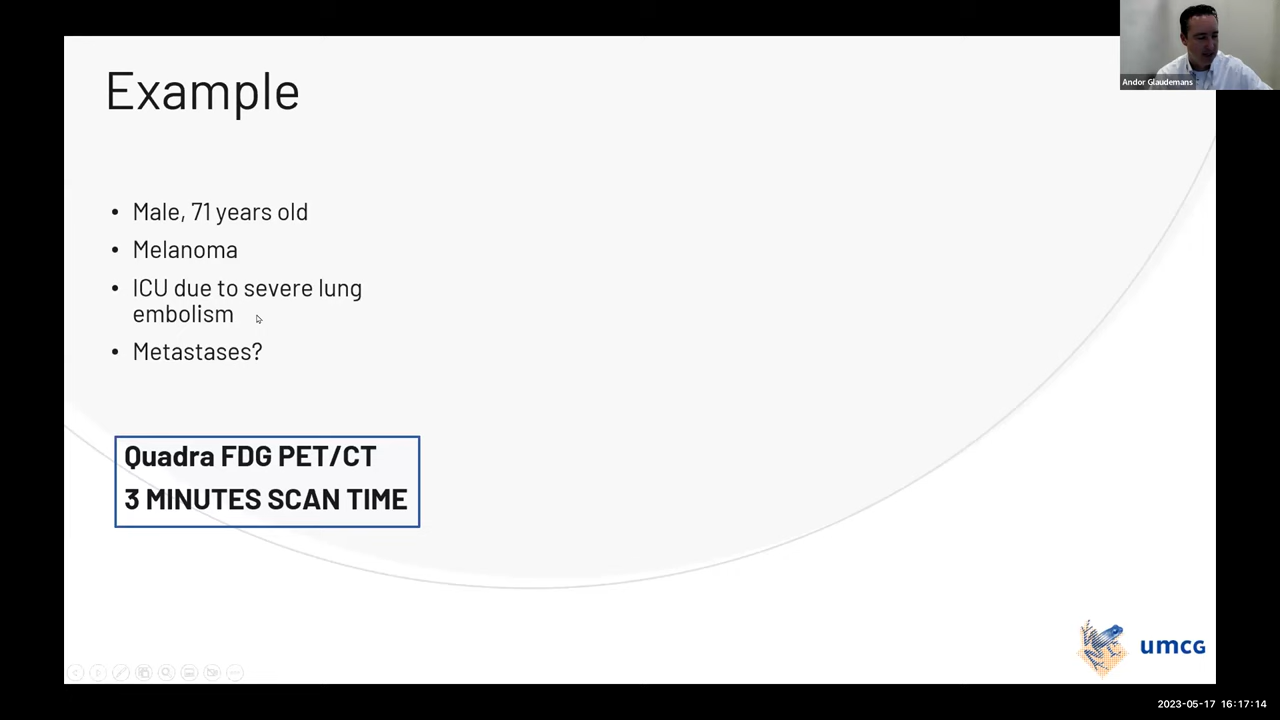 Andor Glaudemans
Example
• Male, 71 years old
• Melanoma
• ICU due to severe lung
embolism
• Metastases?
Quadra FDG PET/CT
3 MINUTES SCAN TIME
umcg
2023-05-17 16:17:14